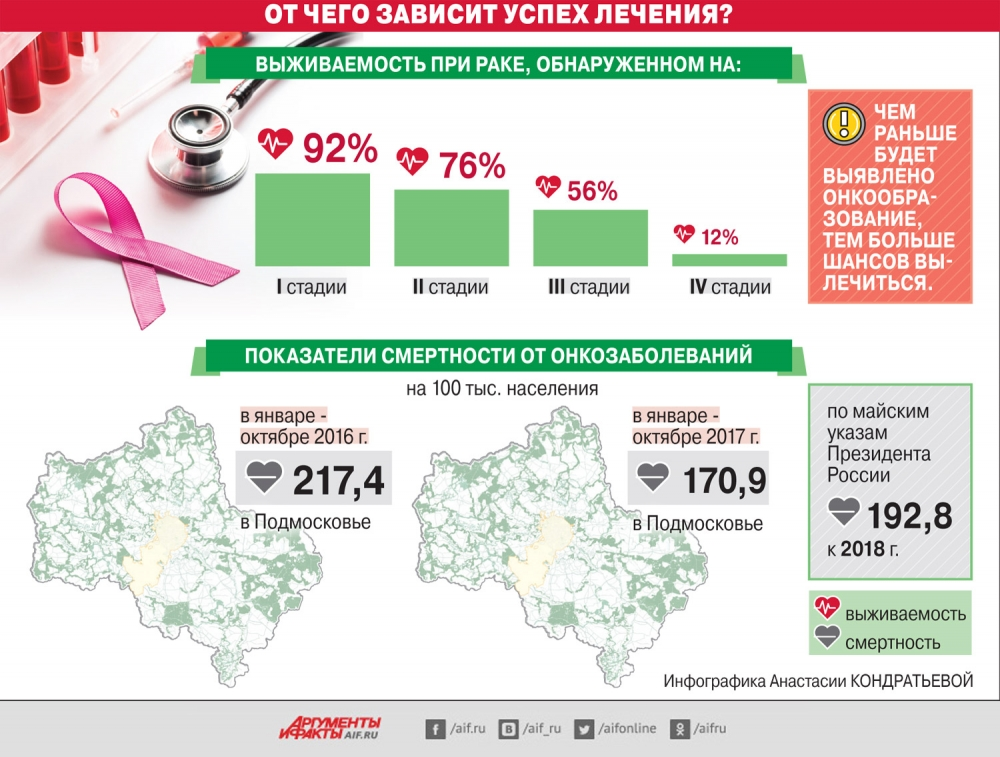 ОТ ЧЕГО ЗАВИСИТ УСПЕХ ЛЕЧЕНИЯ?
ВЫЖИВАЕМОСТЬ ПРИ РАКЕ, ОБНАРУЖЕННОМ НА:
92%
76%
56%
12%
I стадии
II стадии
III стадии
IV стадии
ЧЕМ
РАНЬШЕ
БУДЕТ
ВЫЯВЛЕНО
ОНКООБРА-
ЗОВАНИЕ,
ТЕМ БОЛЬШЕ
ШАНСОВ ВЫ-
ЛЕЧИТЬСЯ.
ПОКАЗАТЕЛИ СМЕРТНОСТИ ОТ ОНКОЗАБОЛЕВАНИЙ
на 100 тыс. населения
в январе -
октябре 2016 г.
217,4
в Подмосковье
в январе -
октябре 2017 г.
170,9
в Подмосковье
по майским
указам
Президента
России
192,8
к 2018 г.
выживаемость
смертность
Инфографика Анастасии КОНДРАТЬЕВОЙ
АРГУМЕНТЫ
И ФАКТЫ AIF.RU
f /aif.ru
B /aif_ru
/aifonline
/aifru